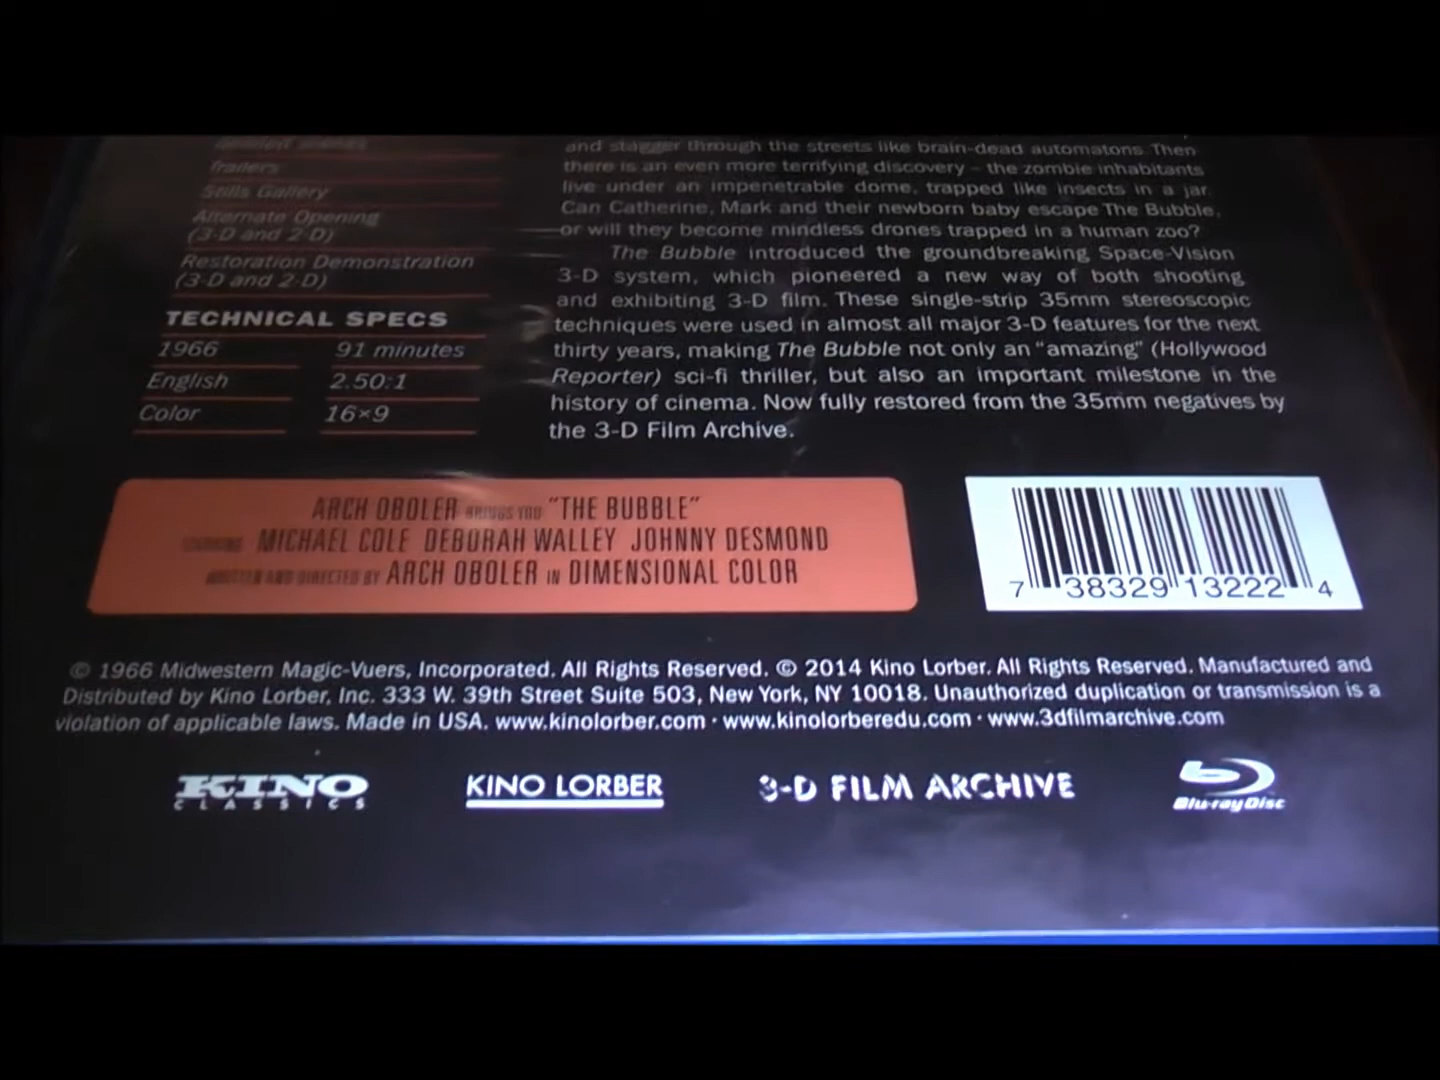 Trailers
Stills Gallery
Alternate Opening
(3-D and 2-D)
Restoration Demonstration
(3-D and 2-D)
TECHNICAL SPECS
1966 91 minutes
English 2.50:1
Color 16×9
and stagger through the streets like brain-dead automatons. Then
there is an even more terrifying discovery – the zombie inhabitants
live under an impenetrable dome, trapped like insects in a jar.
Can Catherine, Mark and their newborn baby escape The Bubble,
or will they become mindless drones trapped in a human zoo?
The Bubble introduced the groundbreaking Space-Vision
3-D system, which pioneered a new way of both shooting
and exhibiting 3-D film. These single-strip 35mm stereoscopic
techniques were used in almost all major 3-D features for the next
thirty years, making The Bubble not only an “amazing” (Hollywood
Reporter) sci-fi thriller, but also an important milestone in the
history of cinema. Now fully restored from the 35mm negatives by
the 3-D Film Archive.
ARCH OBOLER BRINGS YOU “THE BUBBLE”
MICHAEL COLE DEBORAH WALLEY JOHNNY DESMOND
WRITTEN AND DIRECTED BY ARCH OBOLER IN DIMENSIONAL COLOR
7 38329 13222 4
© 1966 Midwestern Magic-Vuers, Incorporated. All Rights Reserved. © 2014 Kino Lorber. All Rights Reserved. Manufactured and
Distributed by Kino Lorber, Inc. 333 W. 39th Street Suite 503, New York, NY 10018. Unauthorized duplication or transmission is a
violation of applicable laws. Made in USA. www.kinolorber.com · www.kinolorberedu.com · www.3dfilmarchive.com
KINO
CLASSICS
KINO LORBER
3-D FILM ARCHIVE
Blu-ray Disc